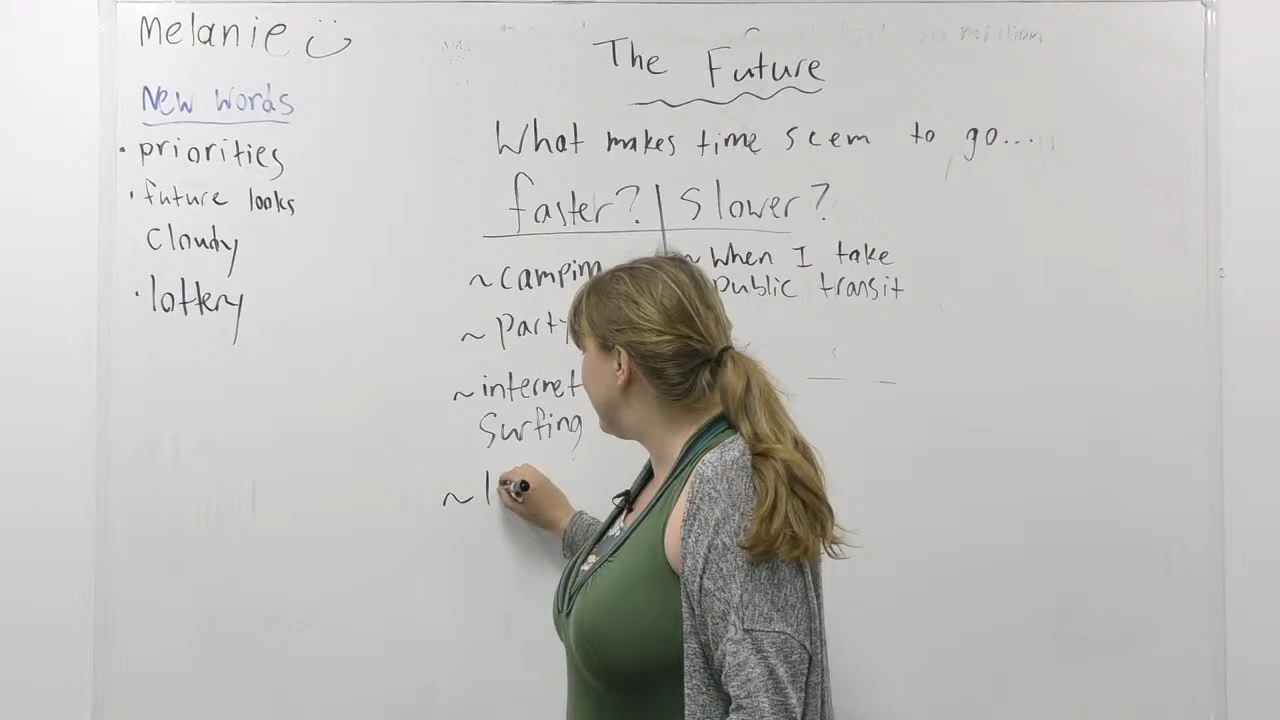 Melanie
New Words
• priorities
• future looks
cloudy
• lottery
The Future
What makes time seem to go...
faster? | Slower?
~ campin
~ Party
~ internet
Surfing
~ l
~ When I take
public transit
million